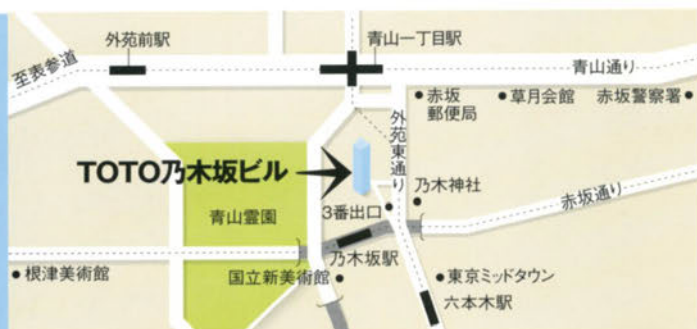 外苑前駅
青山一丁目駅
至表参道
青山通り
赤坂
郵便局
草月会館
赤坂警察署
外苑東通り
TOTO乃木坂ビル
乃木神社
赤坂通り
青山霊園
3番出口
乃木坂駅
根津美術館
国立新美術館
東京ミッドタウン
六本木駅